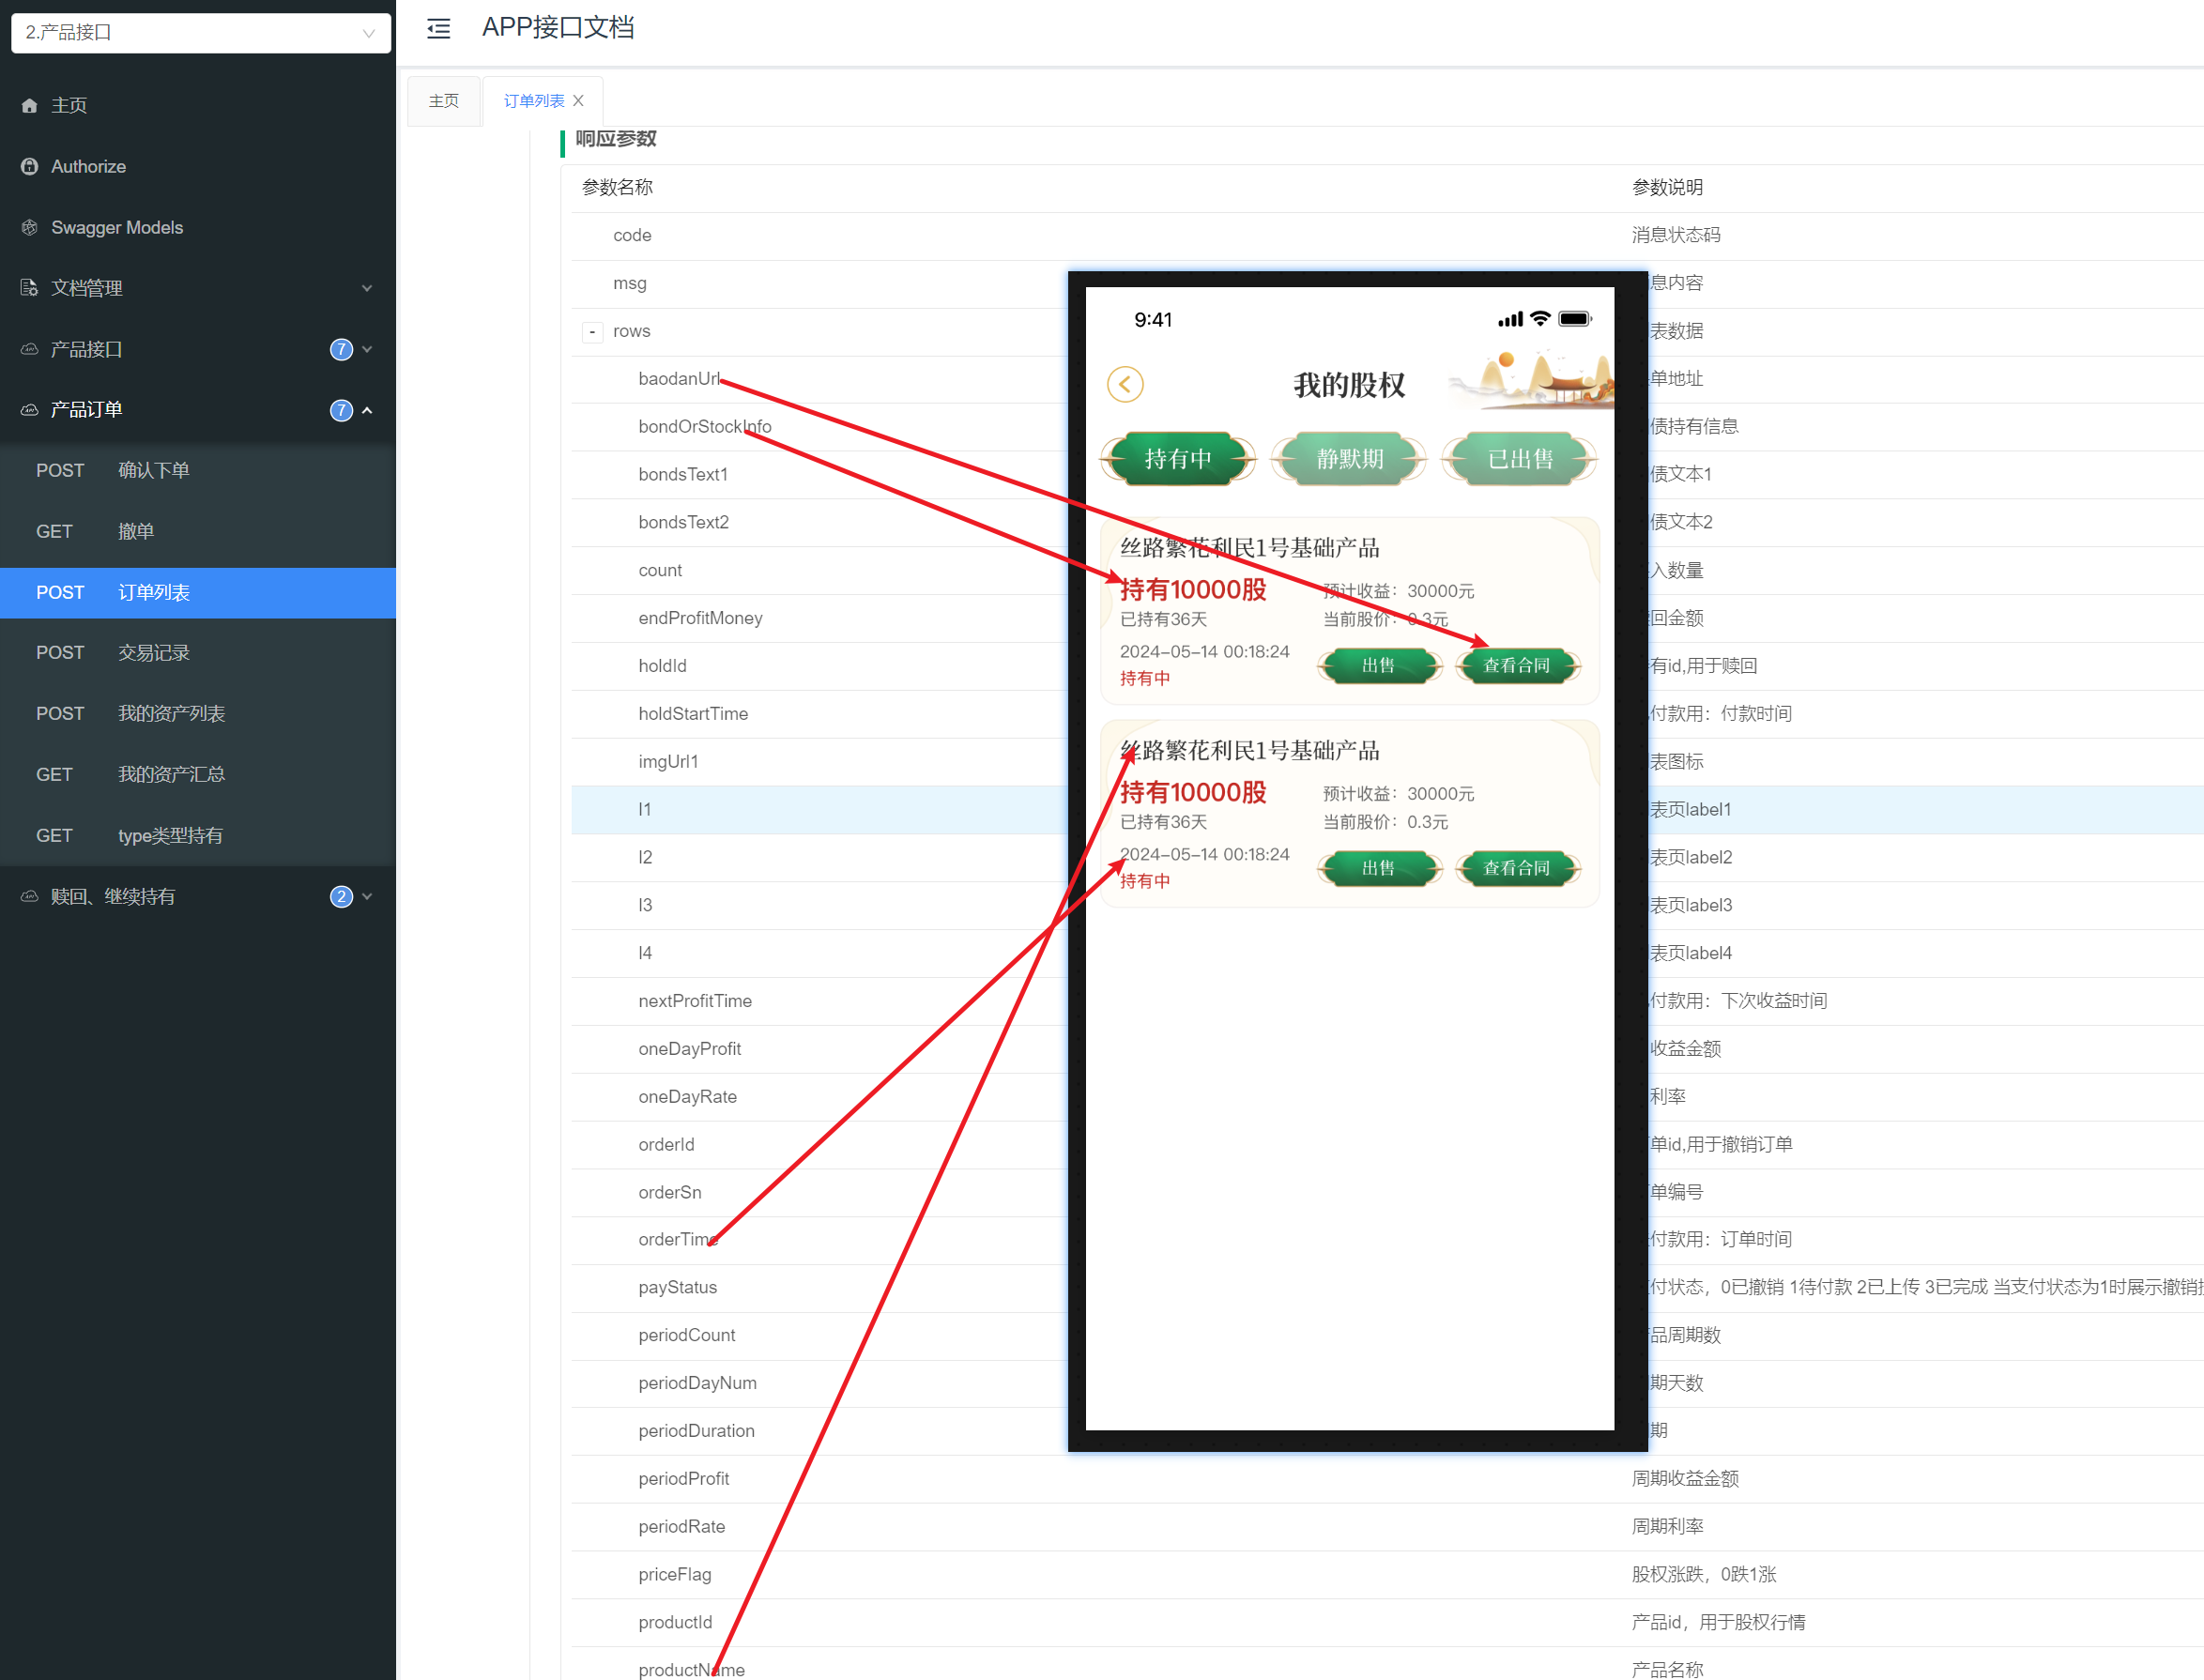 2.产品接口
主页
Authorize
Swagger Models
文档管理
产品接口
7
产品订单
7
POST 确认下单
GET 撤单
POST 订单列表
POST 交易记录
POST 我的资产列表
GET 我的资产汇总
GET type类型持有
赎回、继续持有
2
APP接口文档
主页
订单列表
响应参数
参数名称 参数说明
code 消息状态码
msg 息内容
- rows 表数据
baodanUrl 单地址
bondOrStockInfo 债持有信息
bondsText1 债文本1
bondsText2 债文本2
count 入数量
endProfitMoney 回金额
holdId 有id,用于赎回
holdStartTime 付款用：付款时间
imgUrl1 表图标
l1 表页label1
l2 表页label2
l3 表页label3
l4 表页label4
nextProfitTime 付款用：下次收益时间
oneDayProfit 收益金额
oneDayRate 利率
orderId 单id,用于撤销订单
orderSn 单编号
orderTime 付款用：订单时间
payStatus 付状态，0已撤销 1待付款 2已上传 3已完成 当支付状态为1时展示撤销
periodCount 品周期数
periodDayNum 期天数
periodDuration 期
periodProfit 周期收益金额
periodRate 周期利率
priceFlag 股权涨跌，0跌1涨
productId 产品id，用于股权行情
productName 产品名称
9:41
我的股权
持有中 静默期 已出售
丝路繁花利民1号基础产品
持有10000股 预计收益：30000元
已持有36天 当前股价：0.3元
2024-05-14 00:18:24
持有中
出售 查看合同
丝路繁花利民1号基础产品
持有10000股 预计收益：30000元
已持有36天 当前股价：0.3元
2024-05-14 00:18:24
持有中
出售 查看合同